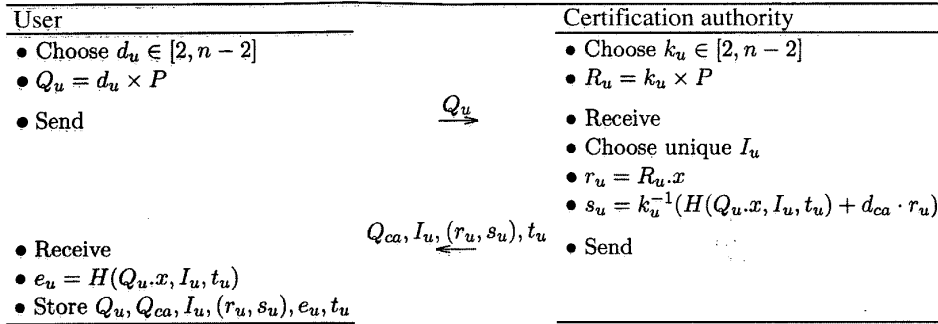 User
Certification authority
• Choose d_u ∈ [2, n − 2]
• Choose k_u ∈ [2, n − 2]
• Q_u = d_u × P
• R_u = k_u × P
• Send
Q_u
→
• Receive
• Choose unique I_u
• r_u = R_u.x
• s_u = k_u^{-1}(H(Q_u.x, I_u, t_u) + d_{ca} · r_u)
Q_{ca}, I_u, (r_u, s_u), t_u
←
• Send
• Receive
• e_u = H(Q_u.x, I_u, t_u)
• Store Q_u, Q_{ca}, I_u, (r_u, s_u), e_u, t_u